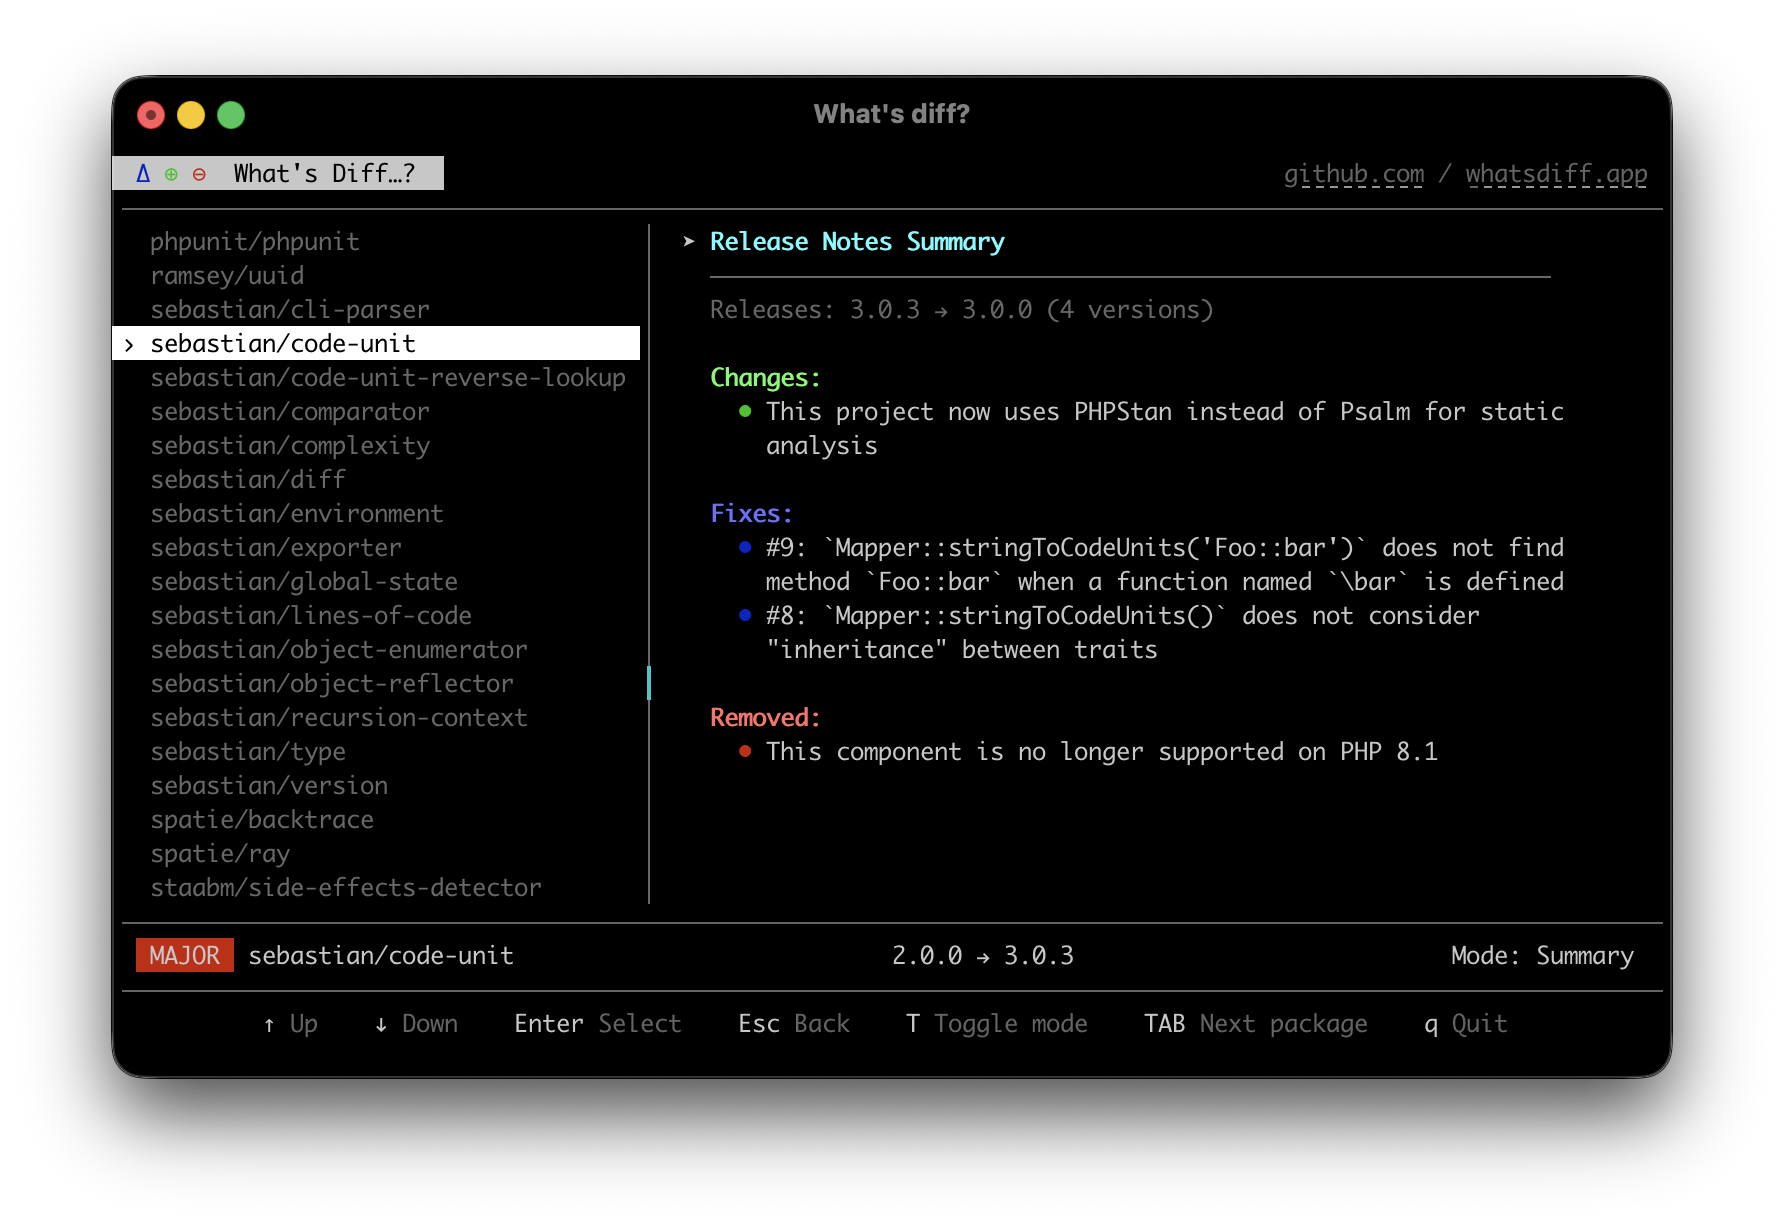 What's diff?
Δ ⊕ ⊖ What's Diff…?
github.com / whatsdiff.app
phpunit/phpunit
ramsey/uuid
sebastian/cli-parser
› sebastian/code-unit
sebastian/code-unit-reverse-lookup
sebastian/comparator
sebastian/complexity
sebastian/diff
sebastian/environment
sebastian/exporter
sebastian/global-state
sebastian/lines-of-code
sebastian/object-enumerator
sebastian/object-reflector
sebastian/recursion-context
sebastian/type
sebastian/version
spatie/backtrace
spatie/ray
staabm/side-effects-detector
➤ Release Notes Summary
Releases: 3.0.3 → 3.0.0 (4 versions)
Changes:
● This project now uses PHPStan instead of Psalm for static
analysis
Fixes:
● #9: `Mapper::stringToCodeUnits('Foo::bar')` does not find
method `Foo::bar` when a function named `\bar` is defined
● #8: `Mapper::stringToCodeUnits()` does not consider
"inheritance" between traits
Removed:
● This component is no longer supported on PHP 8.1
MAJOR sebastian/code-unit 2.0.0 → 3.0.3 Mode: Summary
↑ Up ↓ Down Enter Select Esc Back T Toggle mode TAB Next package q Quit